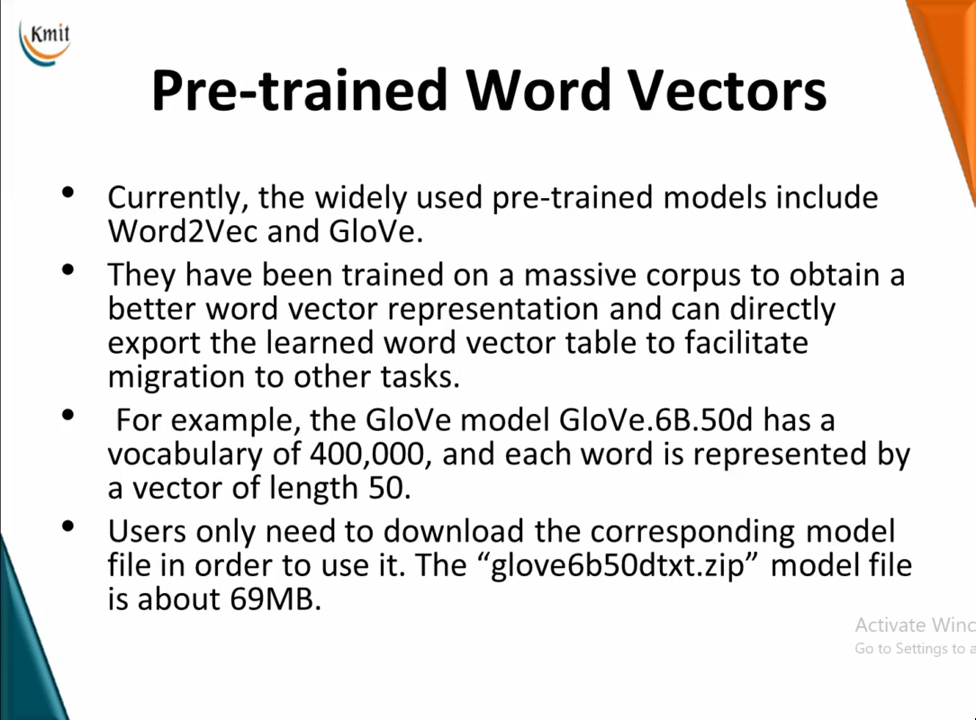 Kmit
Pre-trained Word Vectors
• Currently, the widely used pre-trained models include
Word2Vec and GloVe.
• They have been trained on a massive corpus to obtain a
better word vector representation and can directly
export the learned word vector table to facilitate
migration to other tasks.
• For example, the GloVe model GloVe.6B.50d has a
vocabulary of 400,000, and each word is represented by
a vector of length 50.
• Users only need to download the corresponding model
file in order to use it. The “glove6b50dtxt.zip” model file
is about 69MB.
Activate Winc
Go to Settings to a